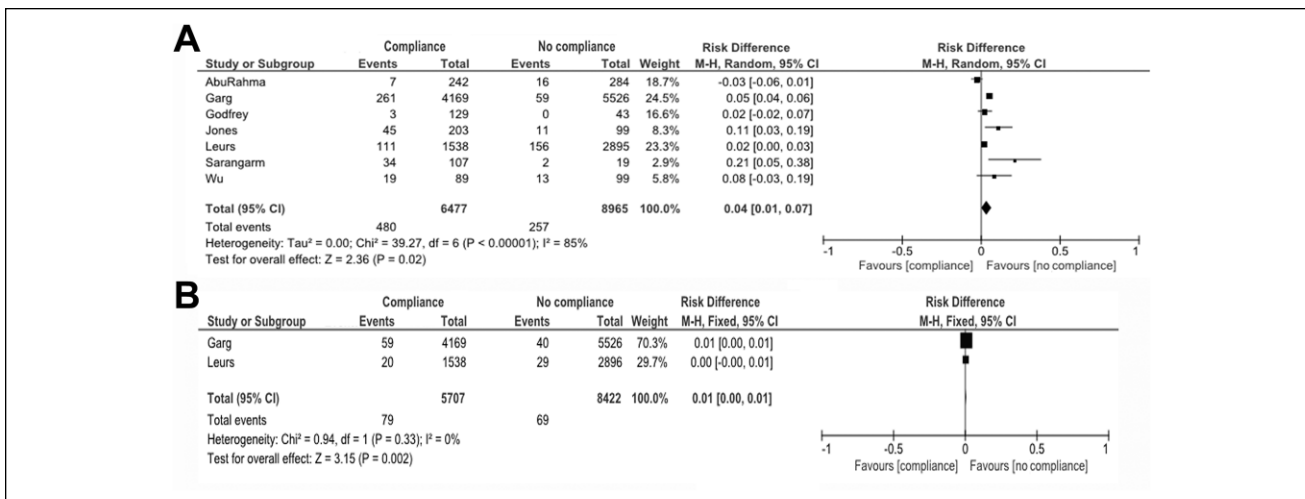 A
Compliance No compliance Risk Difference Risk Difference
Study or Subgroup Events Total Events Total Weight M-H, Random, 95% CI M-H, Random, 95% CI
AbuRahma 7 242 16 284 18.7% -0.03 [-0.06, 0.01]
Garg 261 4169 59 5526 24.5% 0.05 [0.04, 0.06]
Godfrey 3 129 0 43 16.6% 0.02 [-0.02, 0.07]
Jones 45 203 11 99 8.3% 0.11 [0.03, 0.19]
Leurs 111 1538 156 2895 23.3% 0.02 [0.00, 0.03]
Sarangarm 34 107 2 19 2.9% 0.21 [0.05, 0.38]
Wu 19 89 13 99 5.8% 0.08 [-0.03, 0.19]
Total (95% CI) 6477 8965 100.0% 0.04 [0.01, 0.07]
Total events 480 257
Heterogeneity: Tau² = 0.00; Chi² = 39.27, df = 6 (P < 0.00001); I² = 85%
Test for overall effect: Z = 2.36 (P = 0.02)
-1 -0.5 0 0.5 1
Favours [compliance] Favours [no compliance]
B
Compliance No compliance Risk Difference Risk Difference
Study or Subgroup Events Total Events Total Weight M-H, Fixed, 95% CI M-H, Fixed, 95% CI
Garg 59 4169 40 5526 70.3% 0.01 [0.00, 0.01]
Leurs 20 1538 29 2896 29.7% 0.00 [-0.00, 0.01]
Total (95% CI) 5707 8422 100.0% 0.01 [0.00, 0.01]
Total events 79 69
Heterogeneity: Chi² = 0.94, df = 1 (P = 0.33); I² = 0%
Test for overall effect: Z = 3.15 (P = 0.002)
-1 -0.5 0 0.5 1
Favours [compliance] Favours [no compliance]